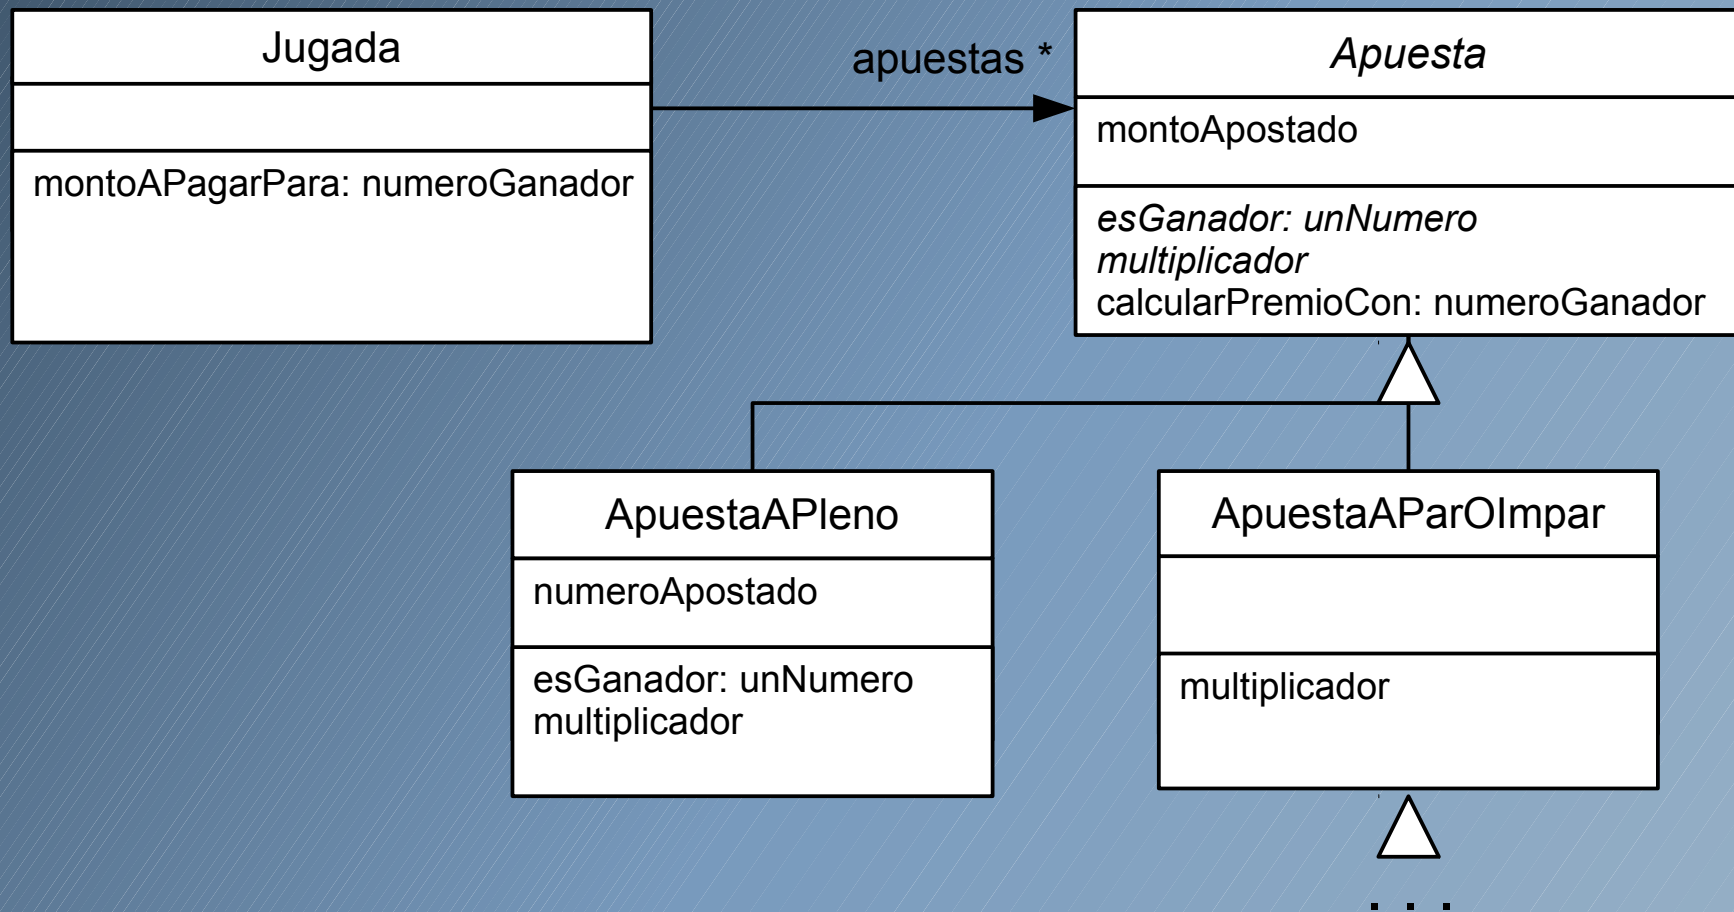 Jugada
montoAPagarPara: numeroGanador
apuestas *
Apuesta
montoApostado
esGanador: unNumero
multiplicador
calcularPremioCon: numeroGanador
ApuestaAPleno
numeroApostado
esGanador: unNumero
multiplicador
ApuestaAParOImpar
multiplicador
. . .